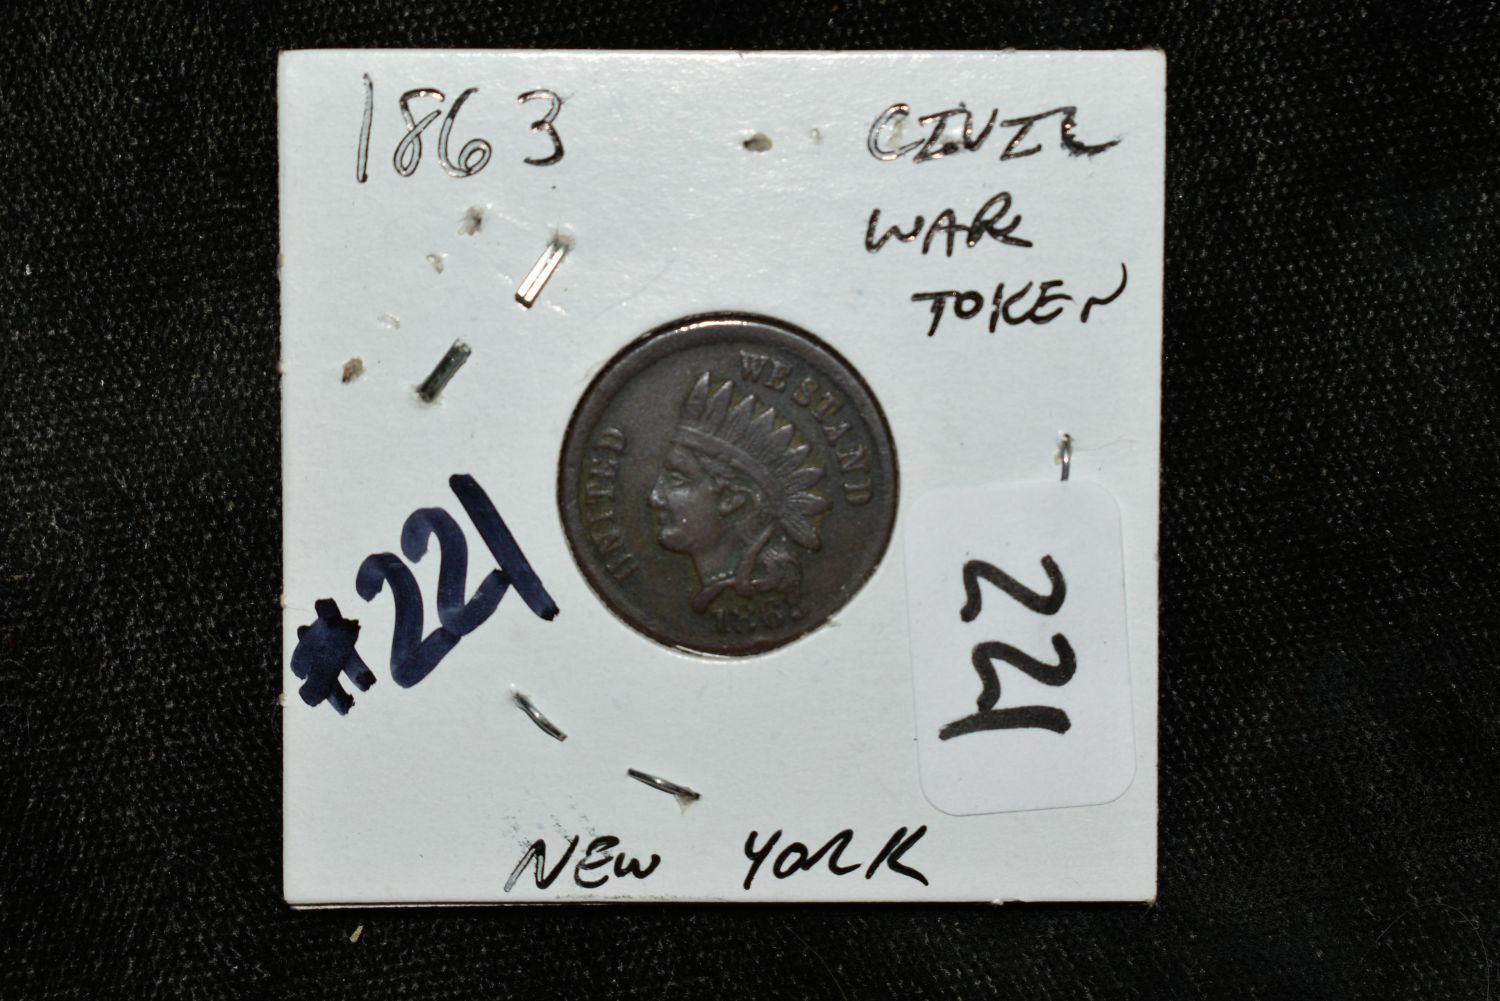 1863
CIVIL
WAR
TOKEN
UNITED
WE STAND
#221
221
NEW YORK